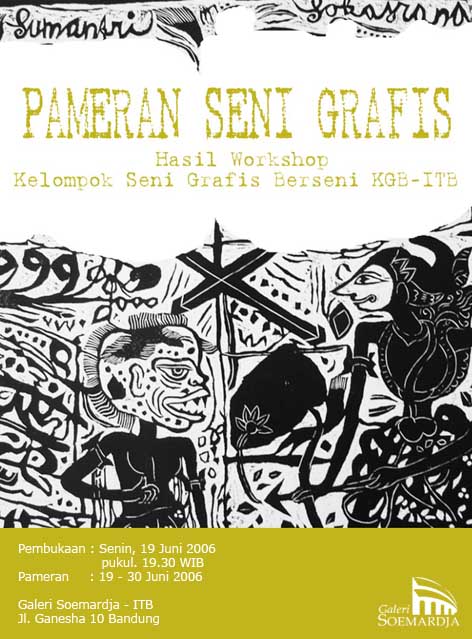 Sumantri Sokasrana
PAMERAN SENI GRAFIS
Hasil Workshop
Kelompok Seni Grafis Berseni KGB-ITB
999
Pembukaan : Senin, 19 Juni 2006
pukul. 19.30 WIB
Pameran : 19 - 30 Juni 2006
Galeri Soemardja - ITB
Jl. Ganesha 10 Bandung
Galeri
SOEMARDJA